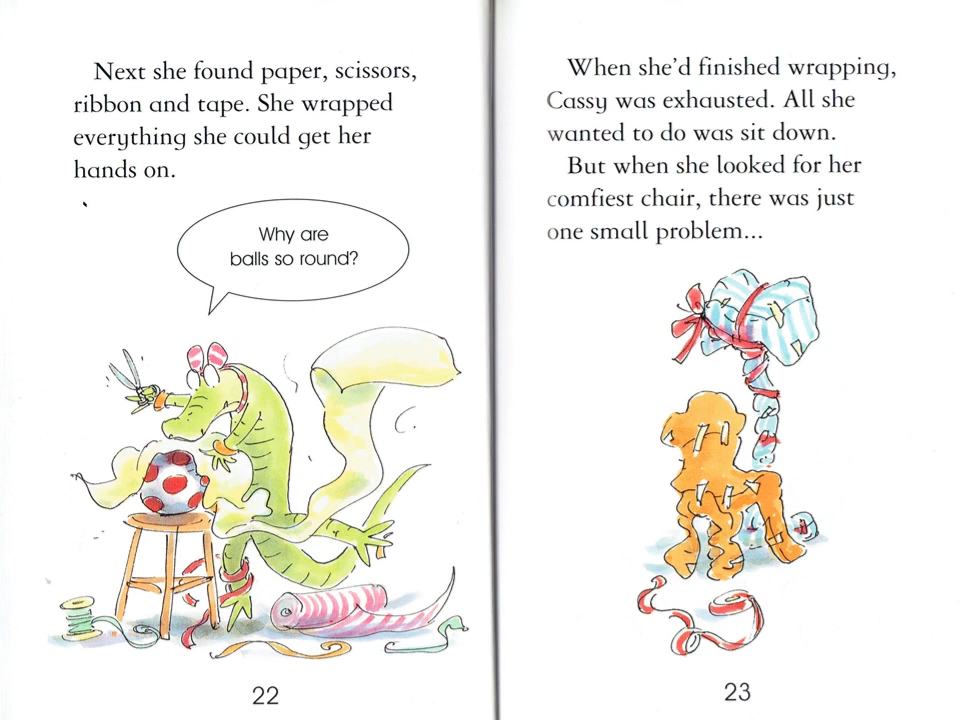 Next she found paper, scissors,
ribbon and tape. She wrapped
everything she could get her
hands on.
Why are
balls so round?
22
When she'd finished wrapping,
Cassy was exhausted. All she
wanted to do was sit down.
But when she looked for her
comfiest chair, there was just
one small problem...
23